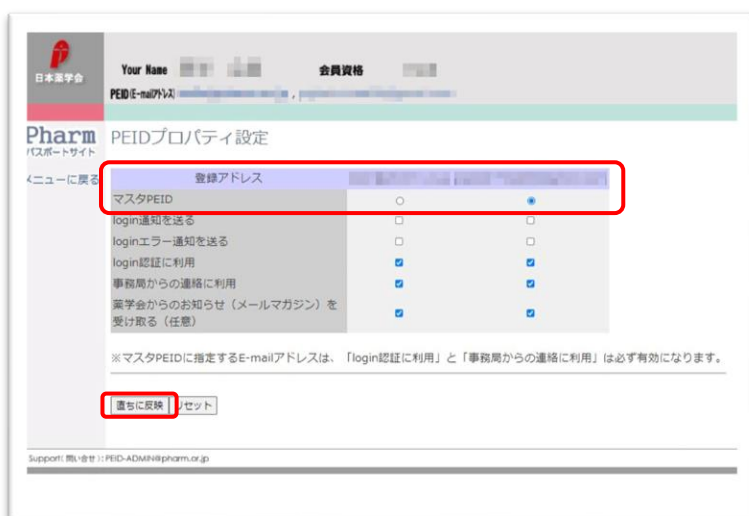 日本薬学会
Your Name 会員資格
PEID(E-mailアドレス) ,
Pharm PEIDプロパティ設定
パスポートサイト
メニューに戻る
登録アドレス
マスタPEID
login通知を送る
loginエラー通知を送る
login認証に利用
事務局からの連絡に利用
薬学会からのお知らせ（メールマガジン）を
受け取る（任意）
※マスタPEIDに指定するE-mailアドレスは、「login認証に利用」と「事務局からの連絡に利用」は必ず有効になります。
直ちに反映 リセット
Support(問い合せ):PEID-ADMIN@pharm.or.jp